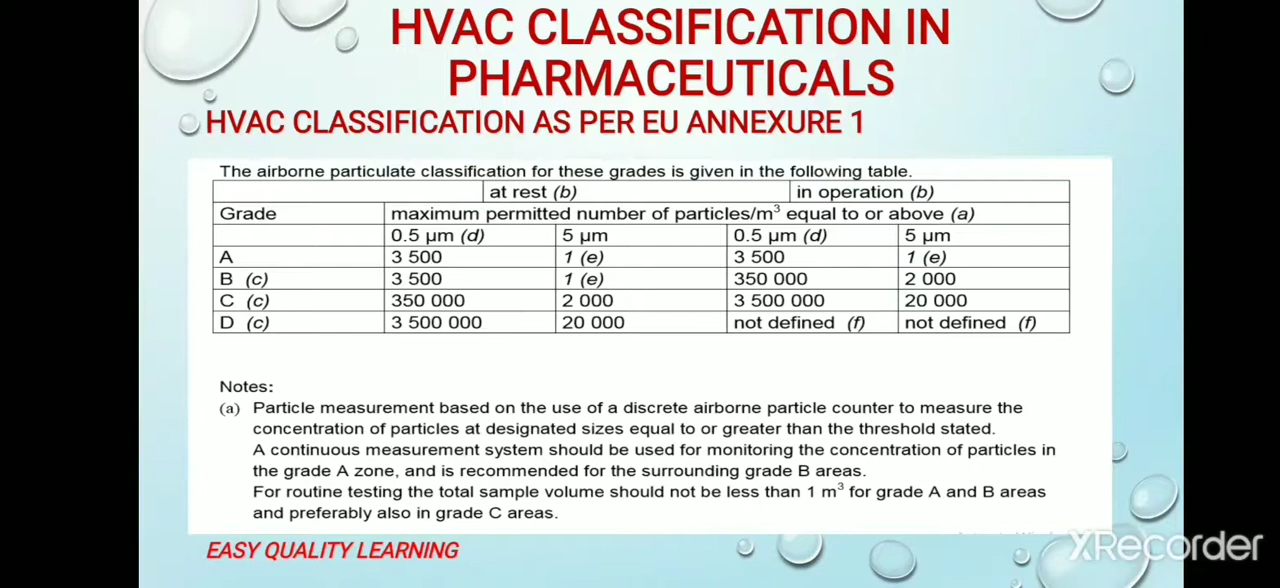 HVAC CLASSIFICATION IN
PHARMACEUTICALS
HVAC CLASSIFICATION AS PER EU ANNEXURE 1
The airborne particulate classification for these grades is given in the following table.
at rest (b) in operation (b)
Grade maximum permitted number of particles/m³ equal to or above (a)
0.5 µm (d) 5 µm 0.5 µm (d) 5 µm
A 3 500 1 (e) 3 500 1 (e)
B (c) 3 500 1 (e) 350 000 2 000
C (c) 350 000 2 000 3 500 000 20 000
D (c) 3 500 000 20 000 not defined (f) not defined (f)
Notes:
(a) Particle measurement based on the use of a discrete airborne particle counter to measure the
concentration of particles at designated sizes equal to or greater than the threshold stated.
A continuous measurement system should be used for monitoring the concentration of particles in
the grade A zone, and is recommended for the surrounding grade B areas.
For routine testing the total sample volume should not be less than 1 m³ for grade A and B areas
and preferably also in grade C areas.
EASY QUALITY LEARNING
XRecorder